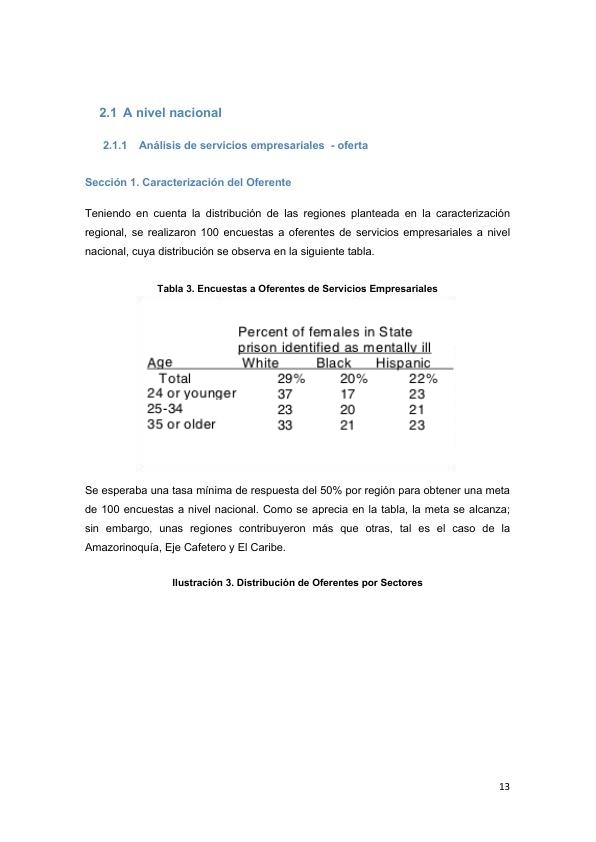 2.1 A nivel nacional
2.1.1 Análisis de servicios empresariales - oferta
Sección 1. Caracterización del Oferente
Teniendo en cuenta la distribución de las regiones planteada en la caracterización
regional, se realizaron 100 encuestas a oferentes de servicios empresariales a nivel
nacional, cuya distribución se observa en la siguiente tabla.
Tabla 3. Encuestas a Oferentes de Servicios Empresariales
Percent of females in State
prison identified as mentally ill
Age White Black Hispanic
Total 29% 20% 22%
24 or younger 37 17 23
25-34 23 20 21
35 or older 33 21 23
Se esperaba una tasa mínima de respuesta del 50% por región para obtener una meta
de 100 encuestas a nivel nacional. Como se aprecia en la tabla, la meta se alcanza;
sin embargo, unas regiones contribuyeron más que otras, tal es el caso de la
Amazorinoquía, Eje Cafetero y El Caribe.
Ilustración 3. Distribución de Oferentes por Sectores
13